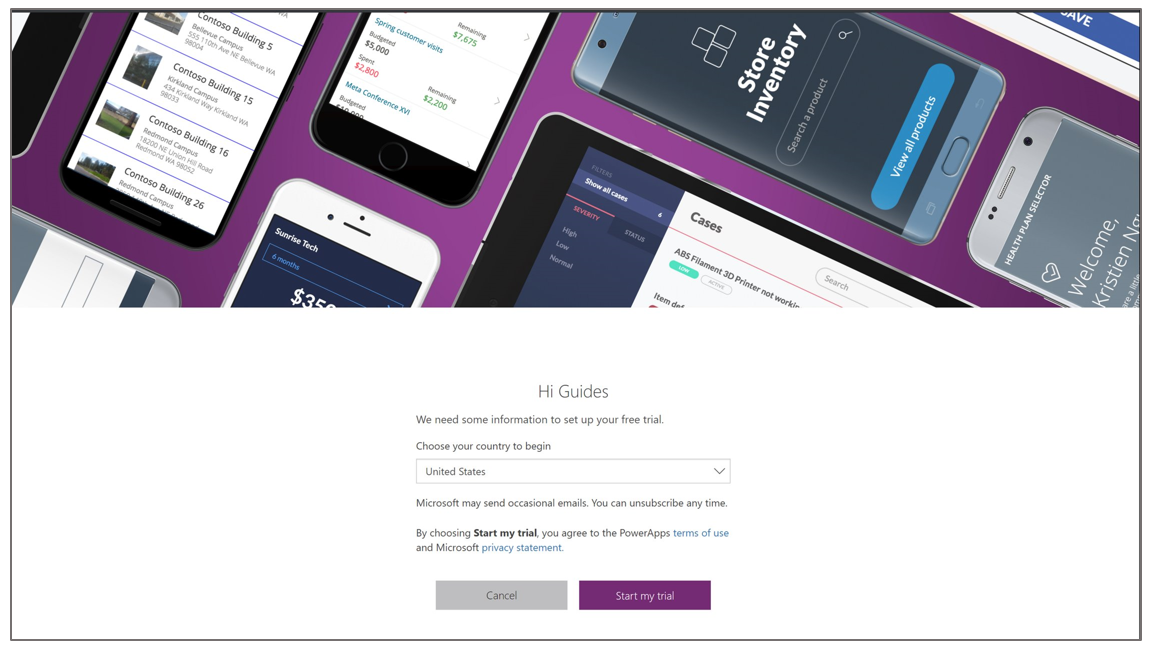 WA
Contoso Building 5
Bellevue Campus
555 110th Ave NE Bellevue WA
98004
Contoso Building 15
Kirkland Campus
434 Kirkland Way Kirkland WA
98033
Contoso Building 16
Redmond Campus
18200 NE Union Hill Road
Redmond WA 98052
Contoso Building 26
Redmond Campus
Spring customer visits
Budgeted
$5,000
Remaining
$7,675
Spent
$2,800
Remaining
$2,200
Meta Conference XVI
Budgeted
Sunrise Tech
6 months
Store
Inventory
Search a product
View all products
SAVE
FILTERS
Show all cases
6
SEVERITY
STATUS
High
Low
Normal
Cases
Search
ABS Filament 3D Printer not workin
LOW
ACTIVE
Item def
HEALTH PLAN SELECTOR
Welcome,
Kristien
Hi Guides
We need some information to set up your free trial.
Choose your country to begin
United States
Microsoft may send occasional emails. You can unsubscribe any time.
By choosing Start my trial, you agree to the PowerApps terms of use
and Microsoft privacy statement.
Cancel
Start my trial